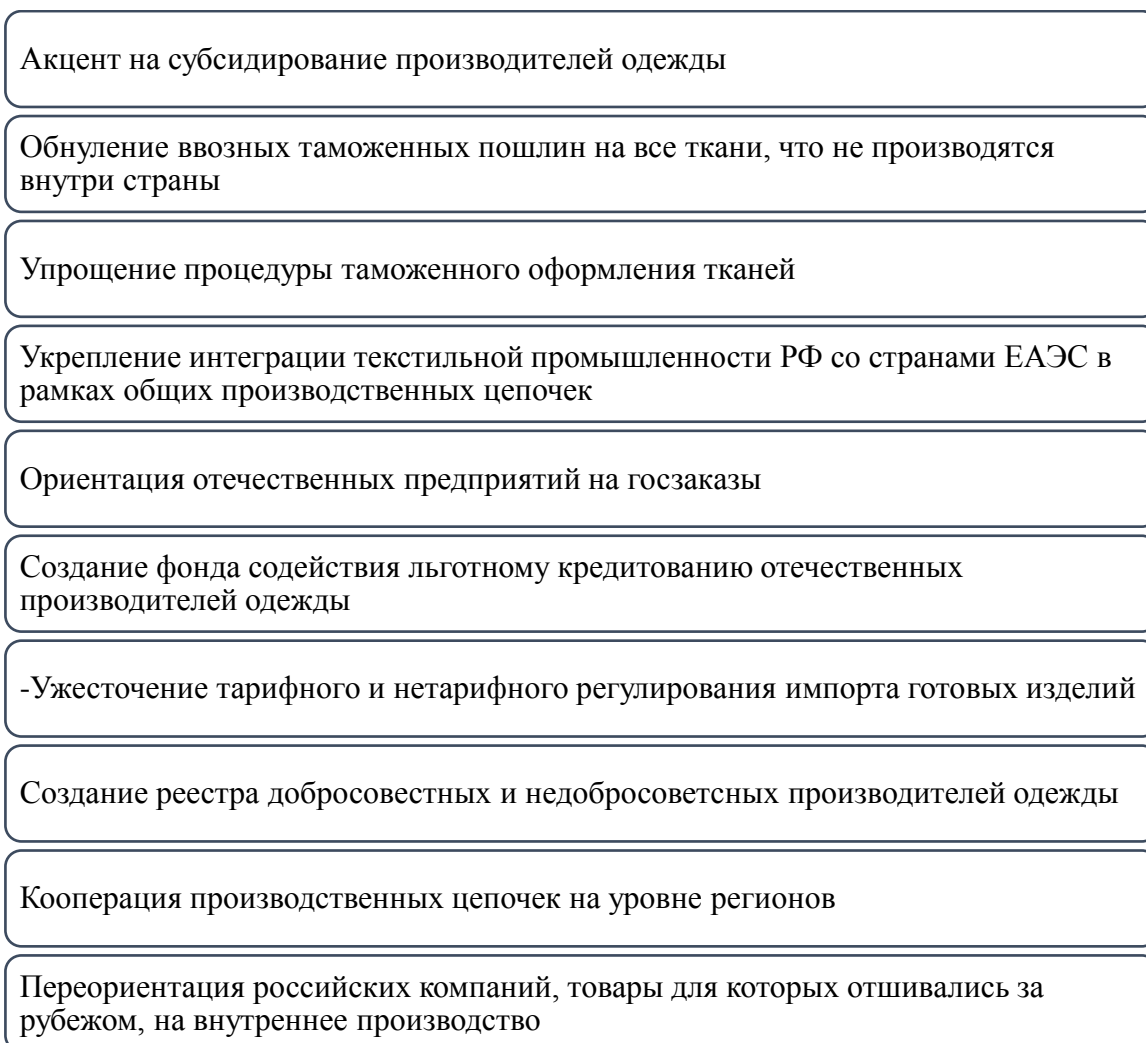 Акцент на субсидирование производителей одежды
Обнуление ввозных таможенных пошлин на все ткани, что не производятся
внутри страны
Упрощение процедуры таможенного оформления тканей
Укрепление интеграции текстильной промышленности РФ со странами ЕАЭС в
рамках общих производственных цепочек
Ориентация отечественных предприятий на госзаказы
Создание фонда содействия льготному кредитованию отечественных
производителей одежды
-Ужесточение тарифного и нетарифного регулирования импорта готовых изделий
Создание реестра добросовестных и недобросоветсных производителей одежды
Кооперация производственных цепочек на уровне регионов
Переориентация российских компаний, товары для которых отшивались за
рубежом, на внутреннее производство